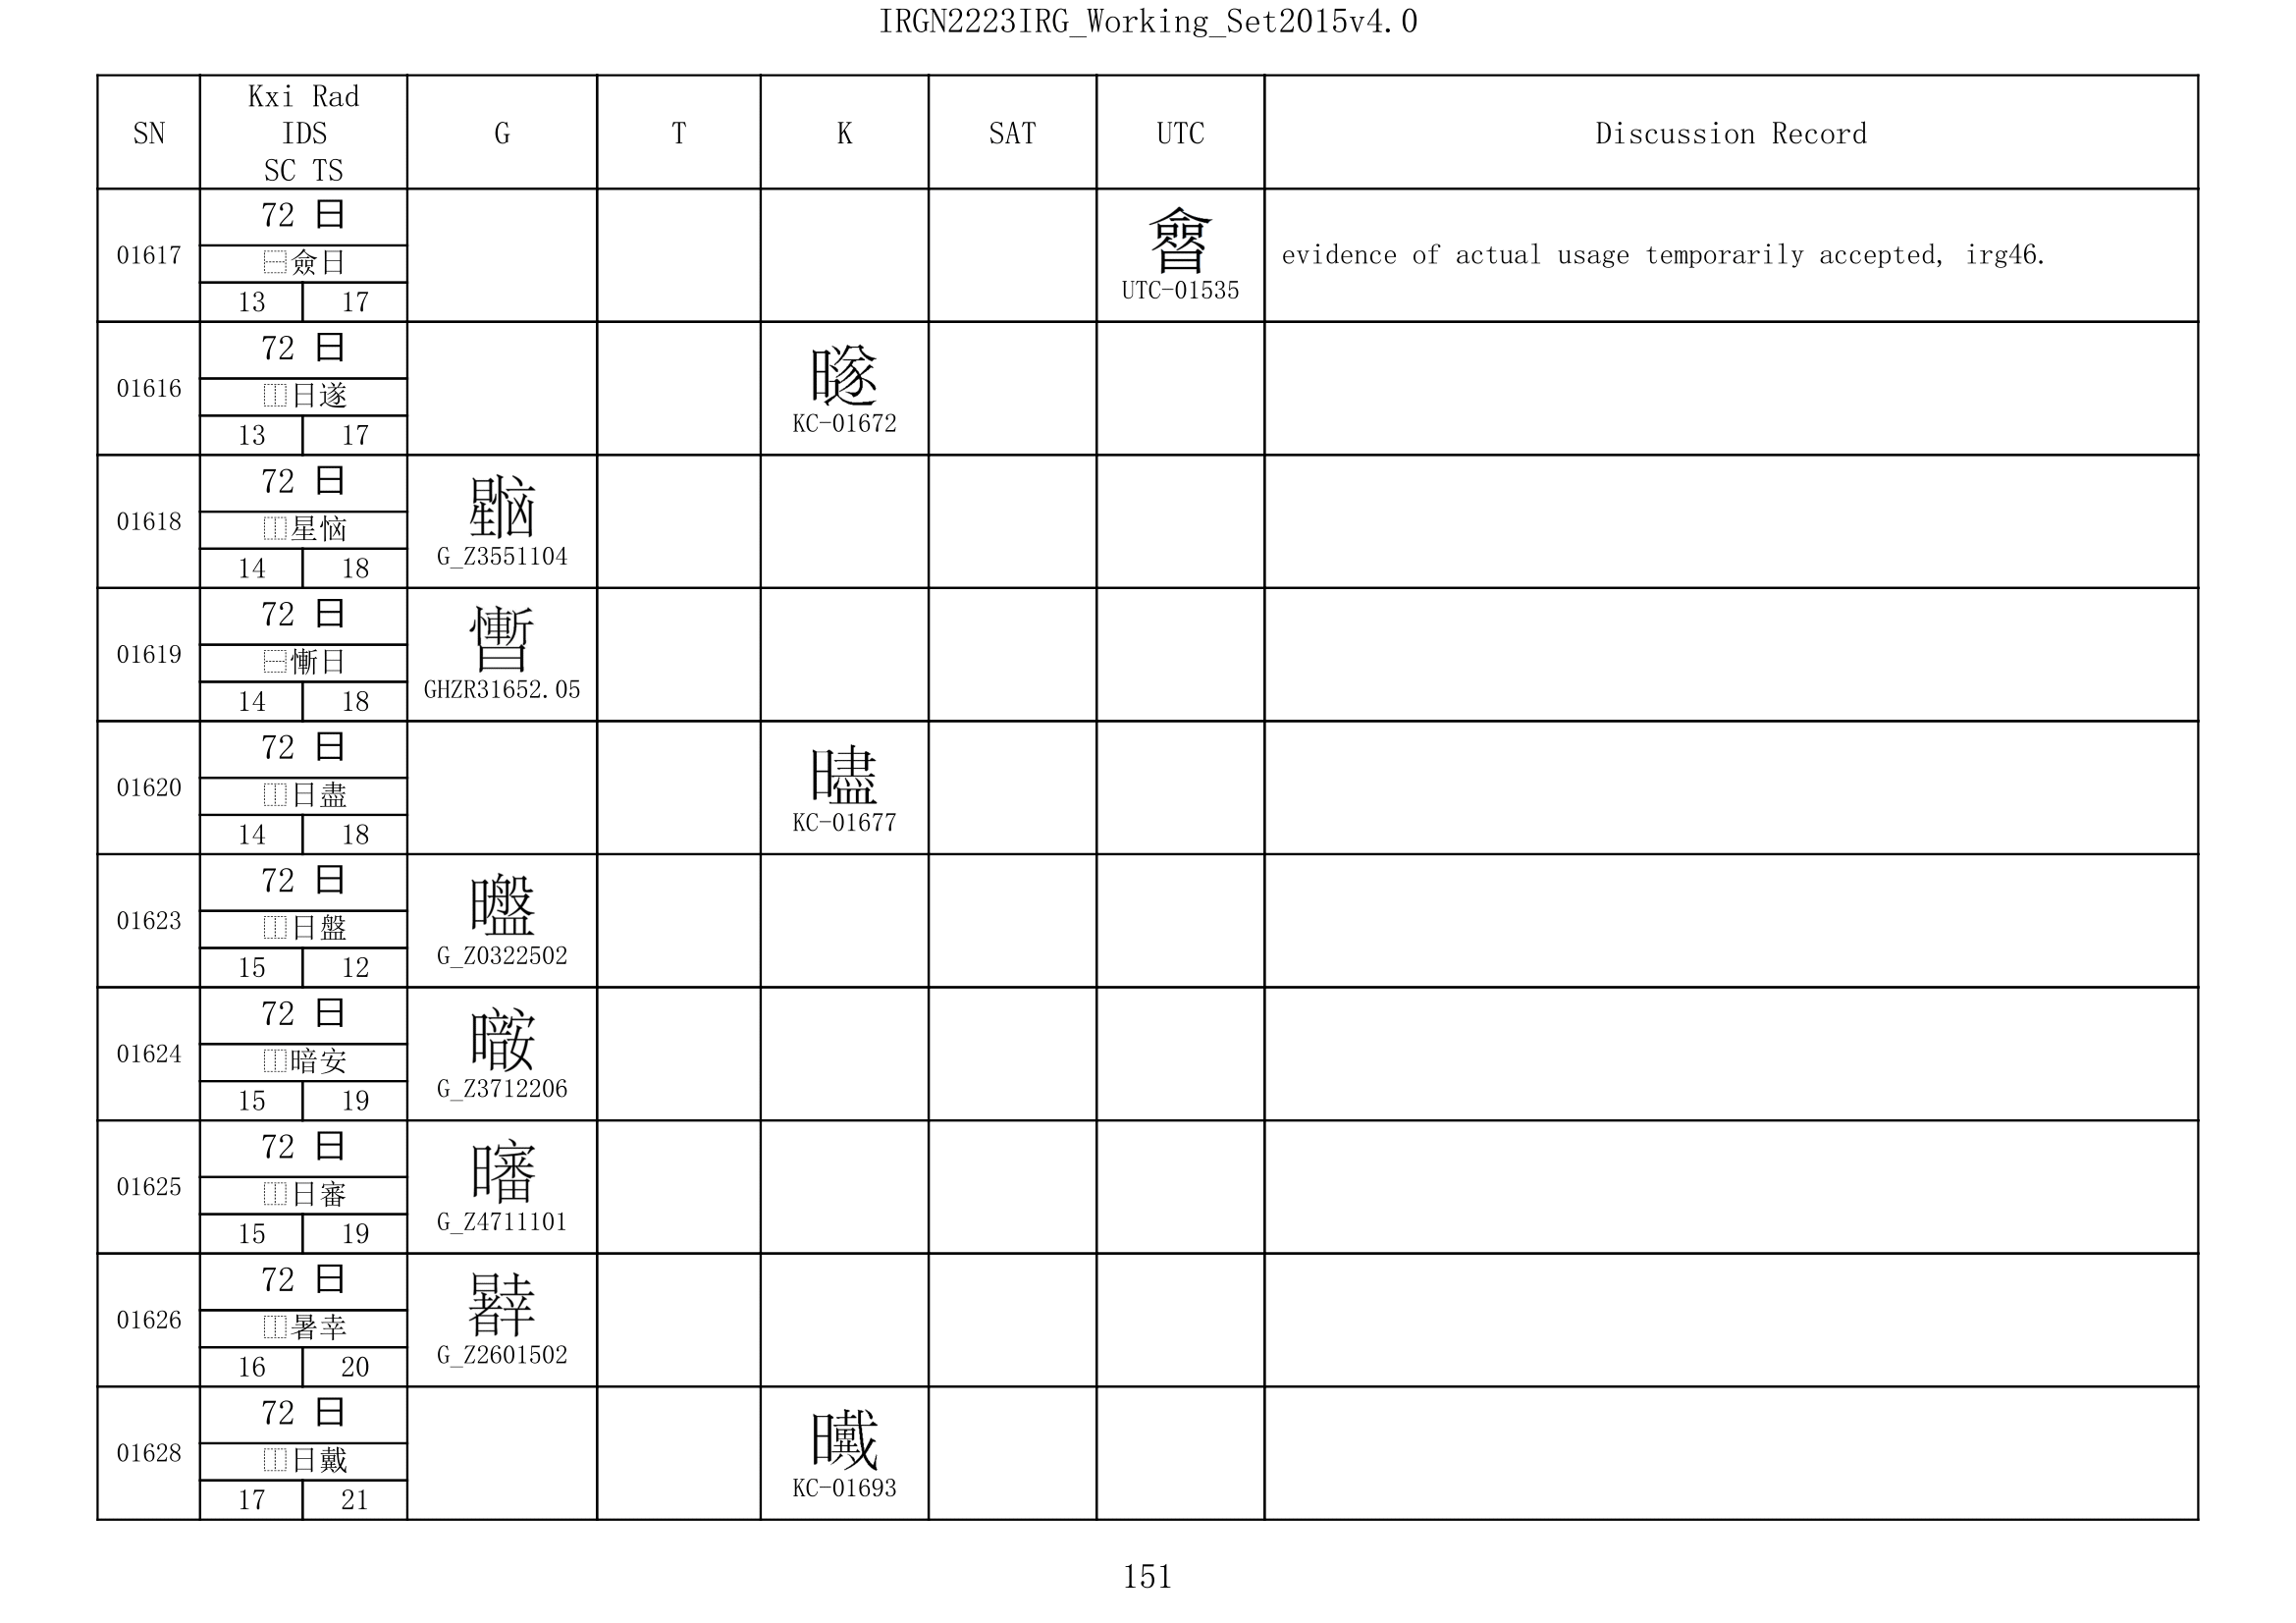 IRGN2223IRG_Working_Set2015v4.0
SN Kxi Rad IDS SC TS G T K SAT UTC Discussion Record
01617 72 日
⿱僉日
13 17
UTC-01535
evidence of actual usage temporarily accepted, irg46.
01616 72 日
⿰日遂
13 17
KC-01672
01618 72 日
⿰星恼
14 18
G_Z3551104
01619 72 日
⿱慚日
14 18
GHZR31652.05
01620 72 日
⿰日盡
14 18
KC-01677
01623 72 日
⿰日盤
15 12
G_Z0322502
01624 72 日
⿰暗安
15 19
G_Z3712206
01625 72 日
⿰日審
15 19
G_Z4711101
01626 72 日
⿰暑幸
16 20
G_Z2601502
01628 72 日
⿰日戴
17 21
KC-01693
151